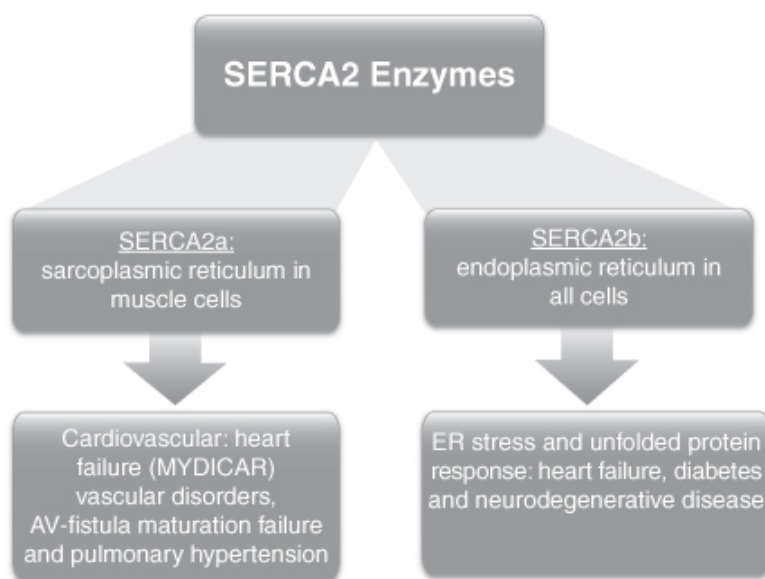 SERCA2 Enzymes
SERCA2a:
sarcoplasmic reticulum in
muscle cells
SERCA2b:
endoplasmic reticulum in
all cells
Cardiovascular: heart
failure (MYDICAR)
vascular disorders,
AV-fistula maturation failure
and pulmonary hypertension
ER stress and unfolded protein
response: heart failure, diabetes
and neurodegenerative disease